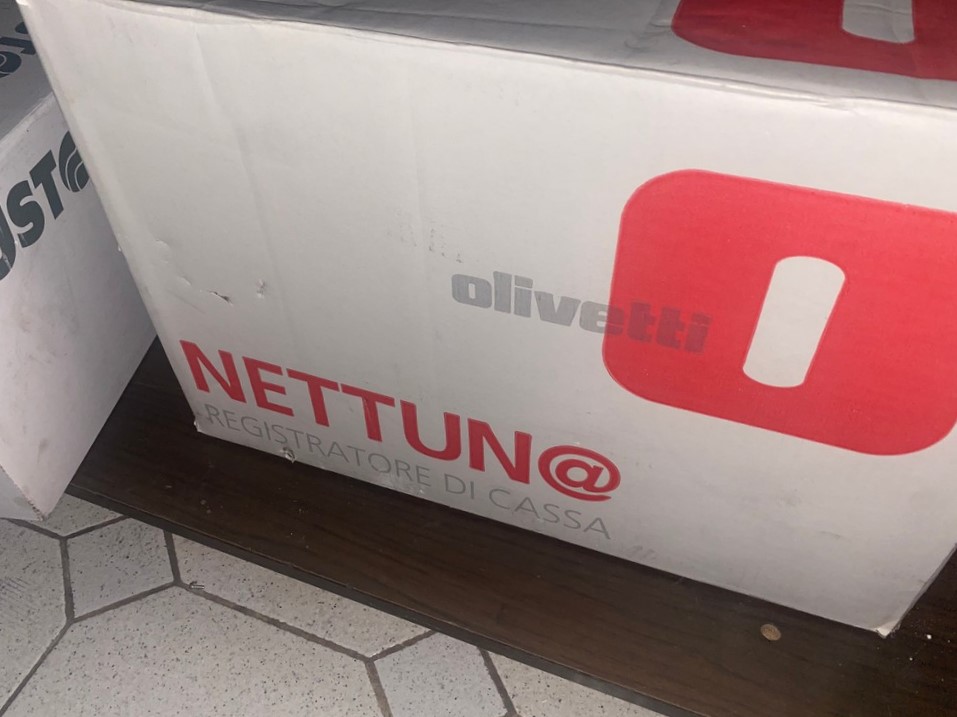 olivetti
NETTUN@
REGISTRATORE DI CASSA